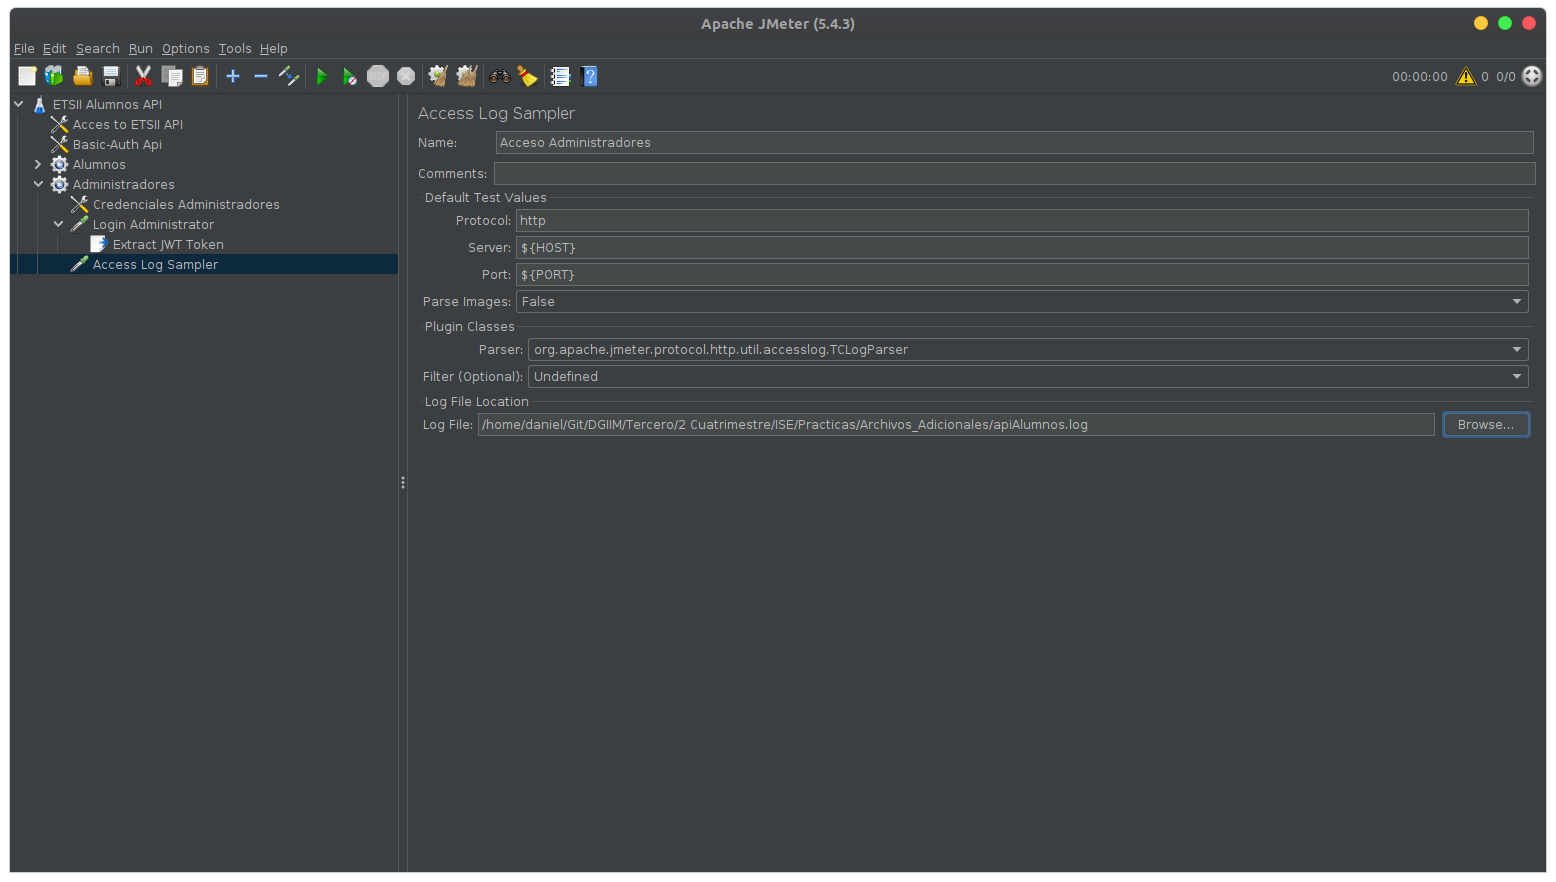 Apache JMeter (5.4.3)
File Edit Search Run Options Tools Help
STOP
00:00:00 0 0/0
ETSII Alumnos API
Acces to ETSII API
Basic-Auth Api
Alumnos
Administradores
Credenciales Administradores
Login Administrator
Extract JWT Token
Access Log Sampler
Access Log Sampler
Name: Acceso Administradores
Comments:
Default Test Values
Protocol: http
Server: ${HOST}
Port: ${PORT}
Parse Images: False
Plugin Classes
Parser: org.apache.jmeter.protocol.http.util.accesslog.TCLogParser
Filter (Optional): Undefined
Log File Location
Log File: /home/daniel/Git/DGIIM/Tercero/2 Cuatrimestre/ISE/Practicas/Archivos_Adicionales/apiAlumnos.log Browse...